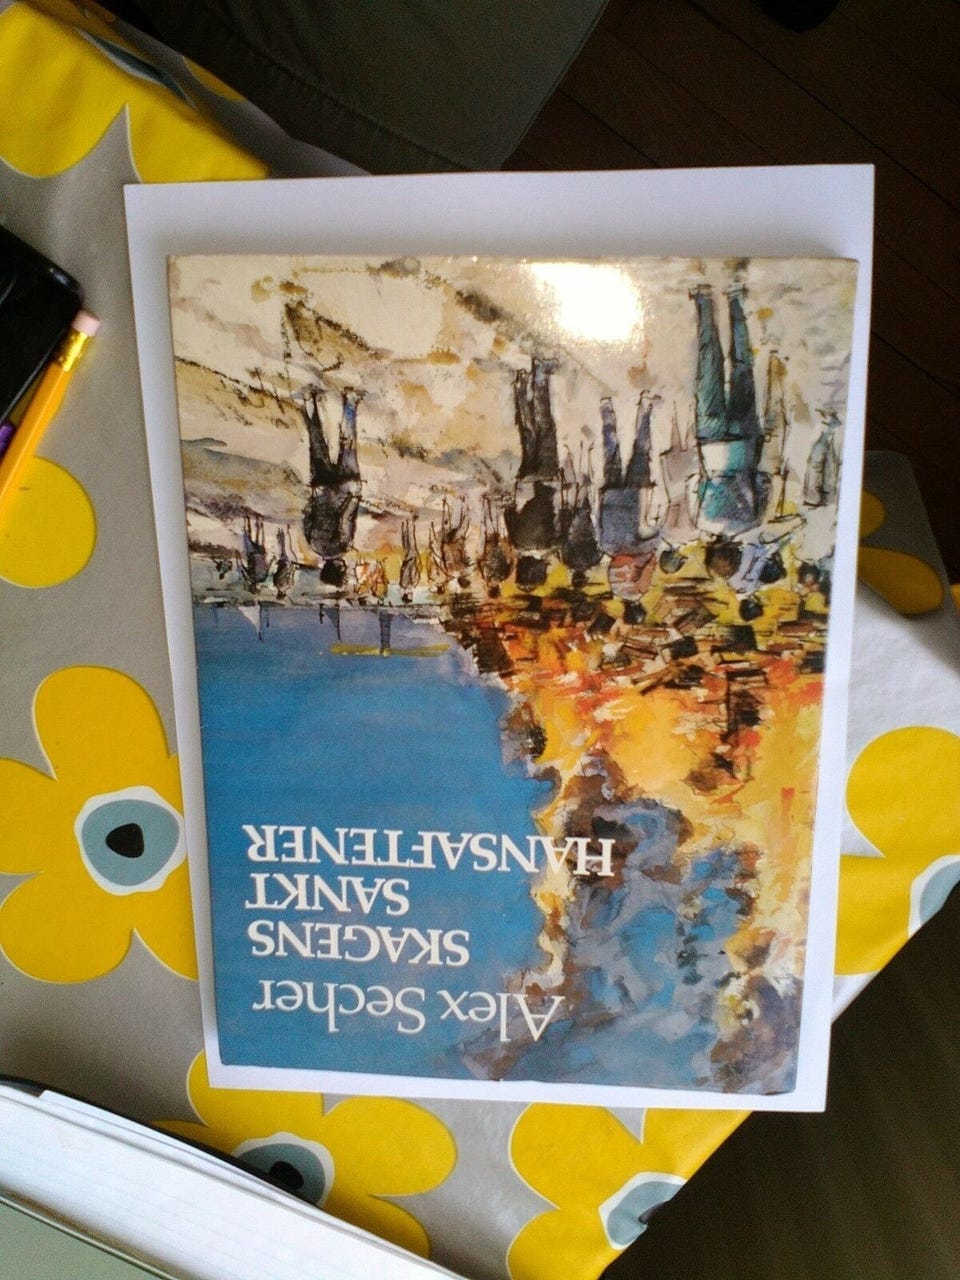 Alex Secher
SKAGENS
SANKT
HANSAFTENER